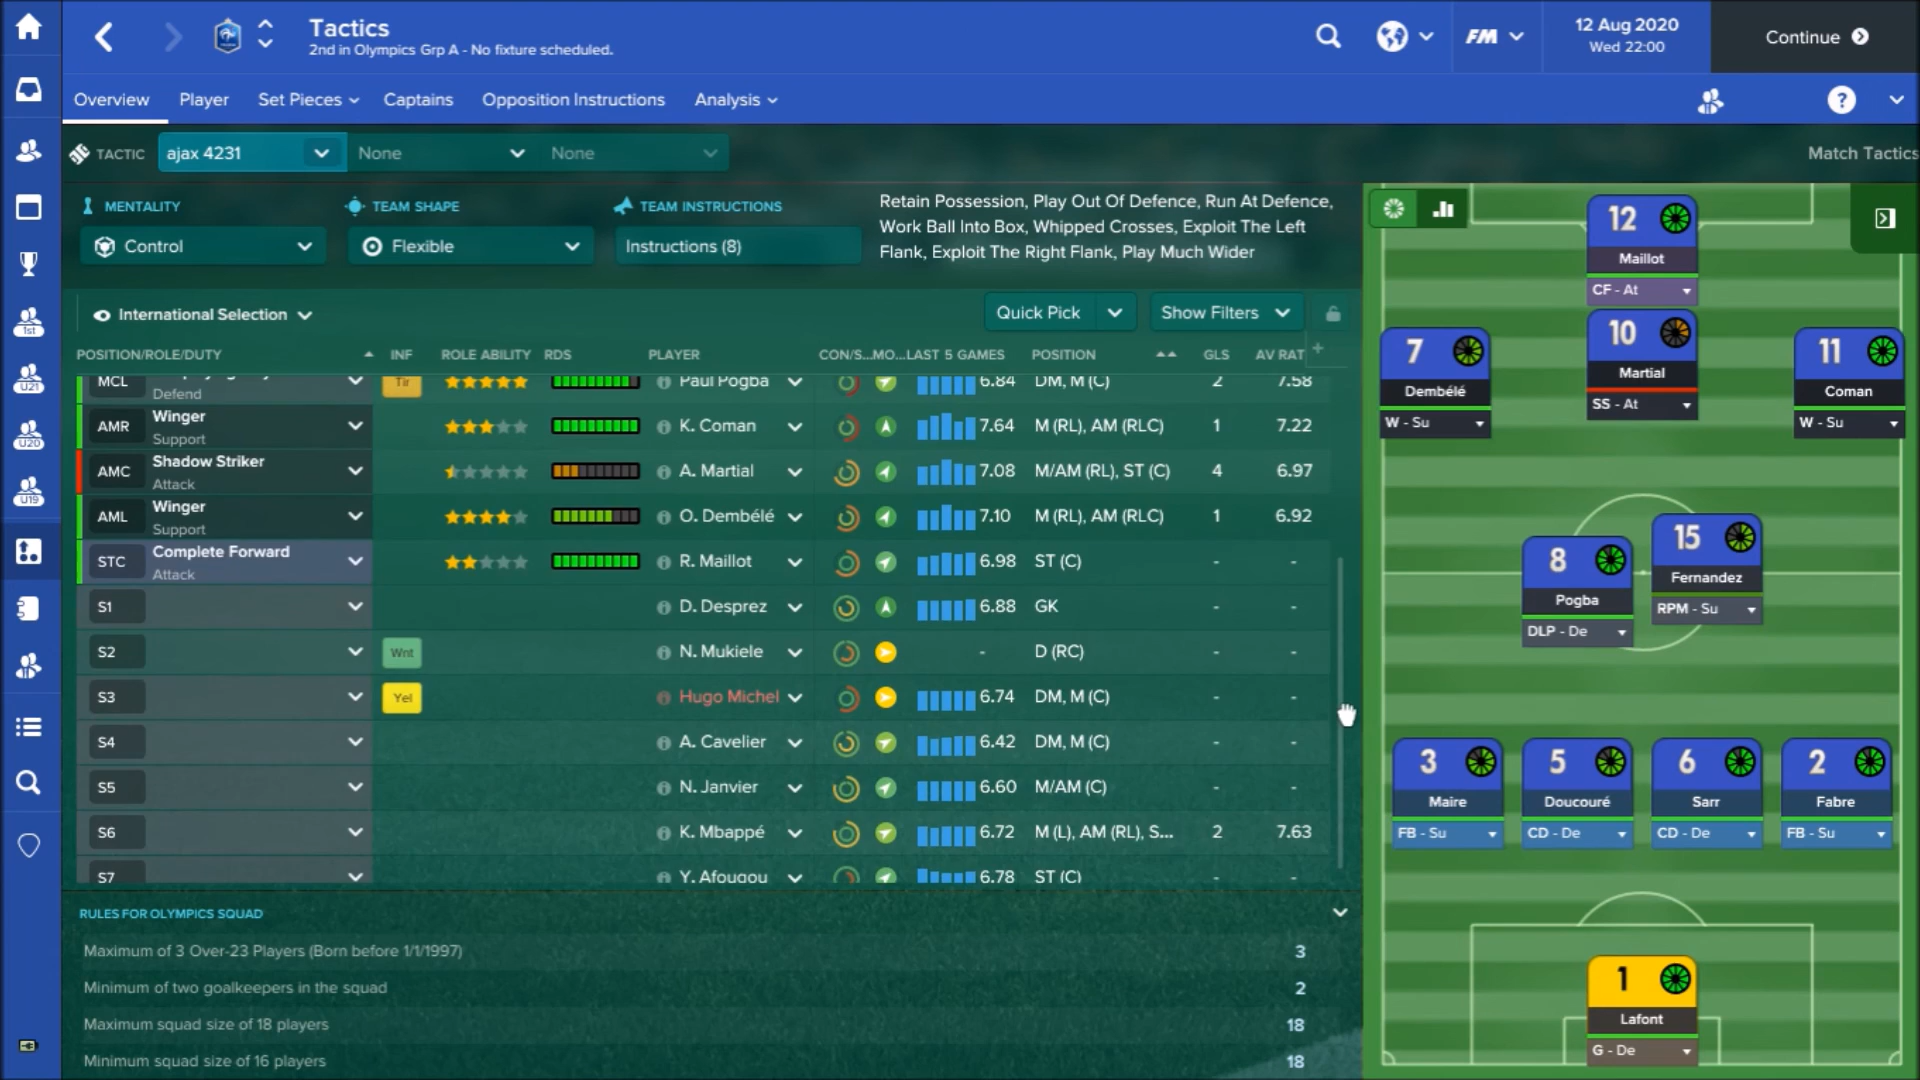 Tactics
2nd in Olympics Grp A - No fixture scheduled.
FM
12 Aug 2020
Wed 22:00
Continue
Overview Player Set Pieces Captains Opposition Instructions Analysis
?
TACTIC ajax 4231 None None
Match Tactics
MENTALITY TEAM SHAPE TEAM INSTRUCTIONS
Control Flexible Instructions (8)
Retain Possession, Play Out Of Defence, Run At Defence,
Work Ball Into Box, Whipped Crosses, Exploit The Left
Flank, Exploit The Right Flank, Play Much Wider
International Selection Quick Pick Show Filters
POSITION/ROLE/DUTY INF ROLE ABILITY RDS PLAYER CON/S... MO... LAST 5 GAMES POSITION GLS AV RAT
MCL Defend Tir Paul Pogba 6.84 DM, M (C) 2 7.58
AMR Winger Support K. Coman 7.64 M (RL), AM (RLC) 1 7.22
AMC Shadow Striker Attack A. Martial 7.08 M/AM (RL), ST (C) 4 6.97
AML Winger Support O. Dembélé 7.10 M (RL), AM (RLC) 1 6.92
STC Complete Forward Attack R. Maillot 6.98 ST (C) - -
S1 D. Desprez 6.88 GK - -
S2 Wnt N. Mukiele - D (RC) - -
S3 Yel Hugo Michel 6.74 DM, M (C) - -
S4 A. Cavelier 6.42 DM, M (C) - -
S5 N. Janvier 6.60 M/AM (C) - -
S6 K. Mbappé 6.72 M (L), AM (RL), S... 2 7.63
S7 Y. Afougou 6.78 ST (C) - -
RULES FOR OLYMPICS SQUAD
Maximum of 3 Over-23 Players (Born before 1/1/1997) 3
Minimum of two goalkeepers in the squad 2
Maximum squad size of 18 players 18
Minimum squad size of 16 players 18
1st
U21
U20
U19
12
Maillot
CF - At
7
Dembélé
W - Su
10
Martial
SS - At
11
Coman
W - Su
8
Pogba
DLP - De
15
Fernandez
RPM - Su
3
Maire
FB - Su
5
Doucouré
CD - De
6
Sarr
CD - De
2
Fabre
FB - Su
1
Lafont
G - De